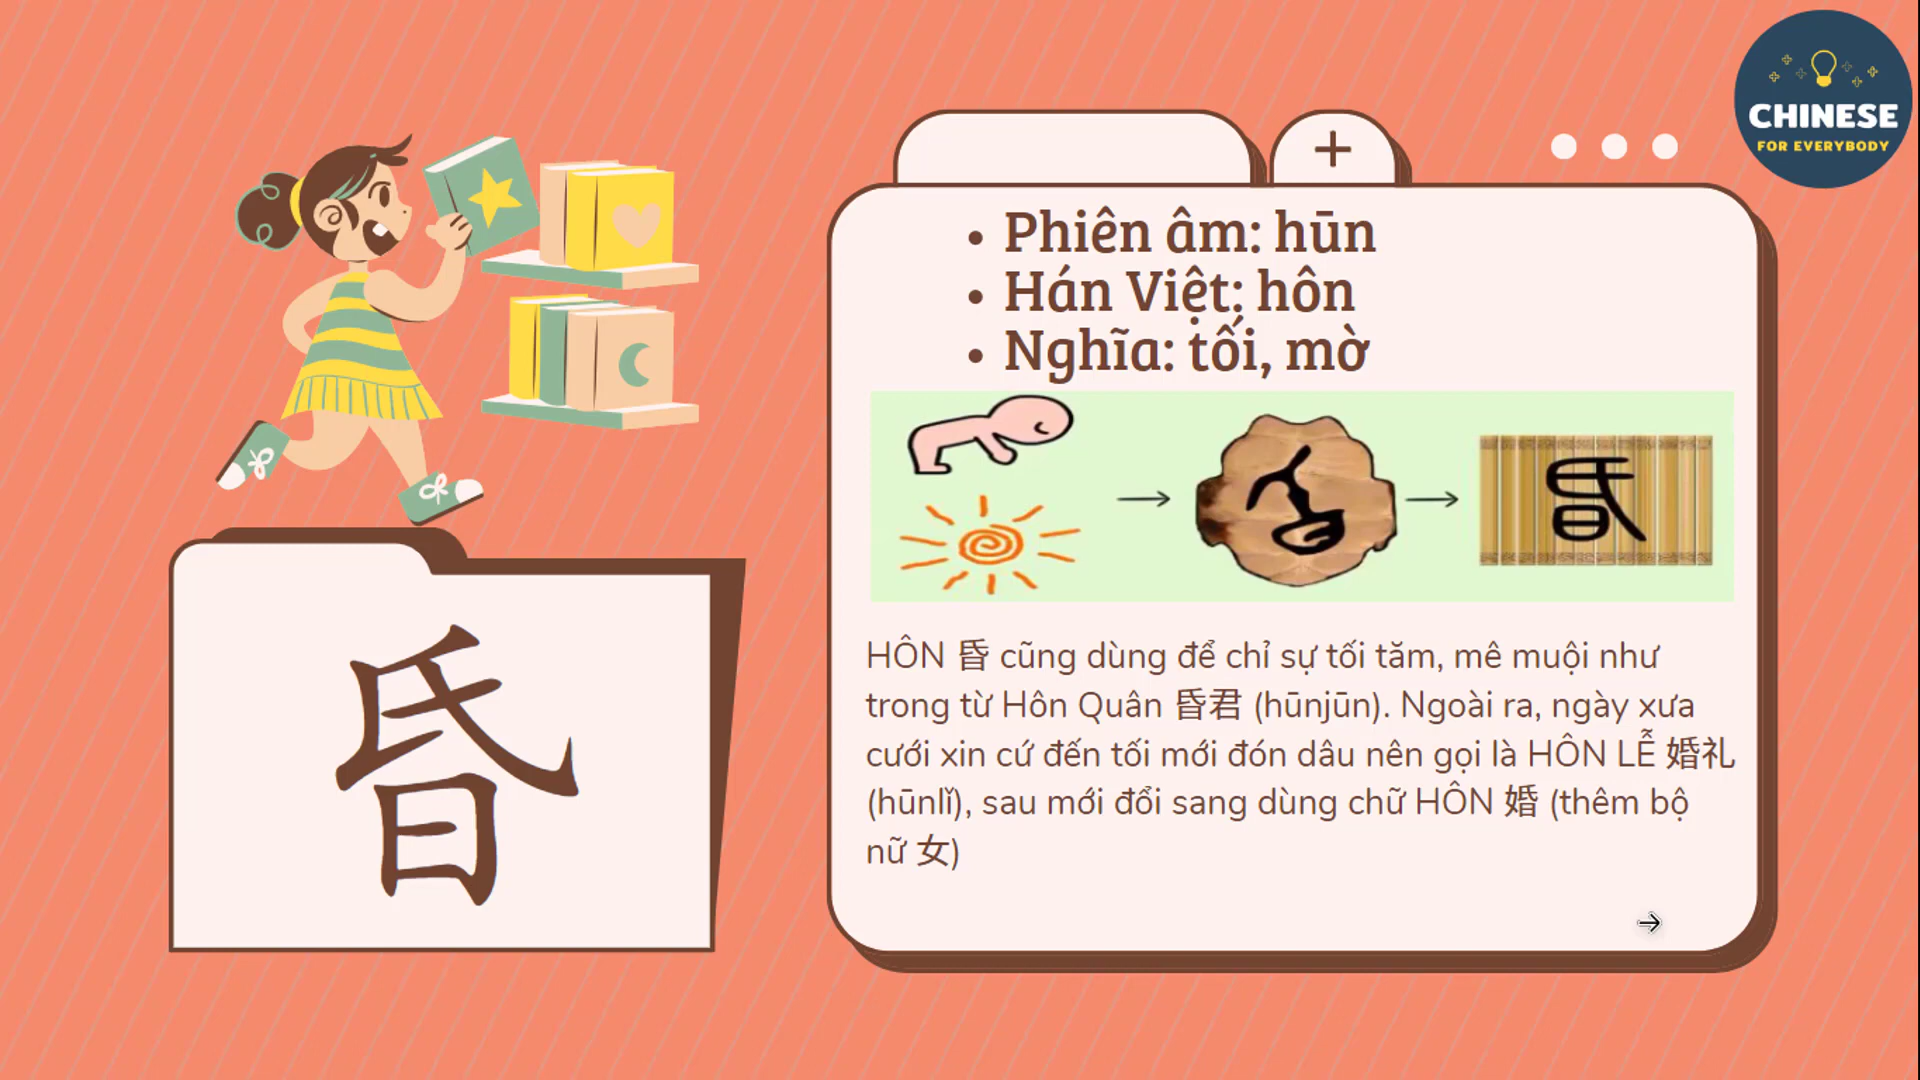 CHINESE
FOR EVERYBODY
+
• Phiên âm: hūn
• Hán Việt: hôn
• Nghĩa: tối, mờ
昏
昏
HÔN 昏 cũng dùng để chỉ sự tối tăm, mê muội như
trong từ Hôn Quân 昏君 (hūnjūn). Ngoài ra, ngày xưa
cưới xin cứ đến tối mới đón dâu nên gọi là HÔN LỄ 婚礼
(hūnlǐ), sau mới đổi sang dùng chữ HÔN 婚 (thêm bộ
nữ 女)